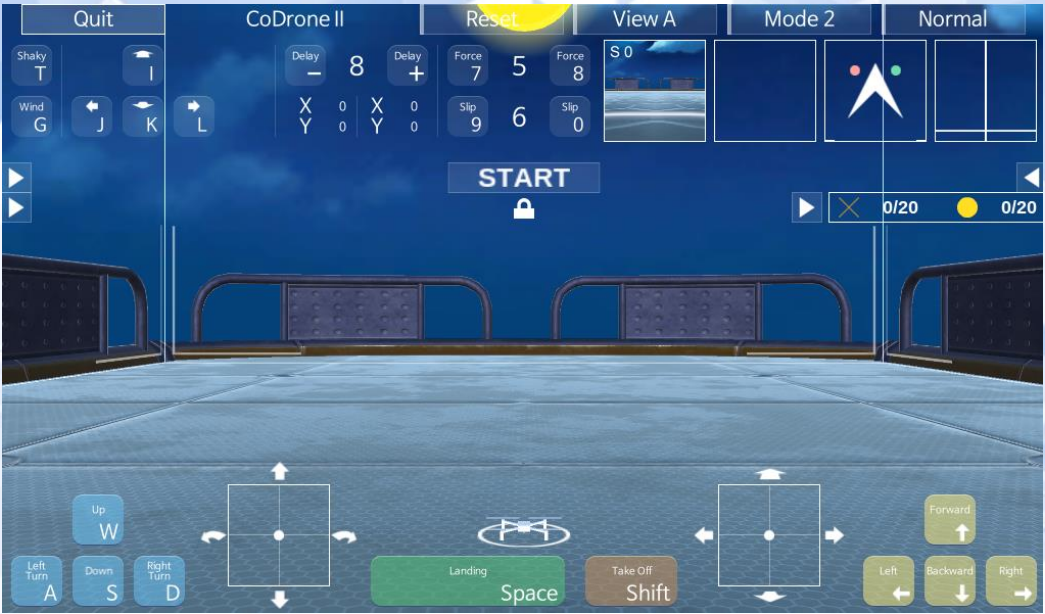 Quit CoDrone II Reset View A Mode 2 Normal
Shaky T I Delay − 8 Delay + Force 7 5 Force 8 S 0
Wind G J K L X 0 X 0 Slip 9 6 Slip 0
Y 0 Y 0
START
0/20 0/20
Up W Forward
Left Turn A Down S Right Turn D Landing Space Take Off Shift Left Backward Right